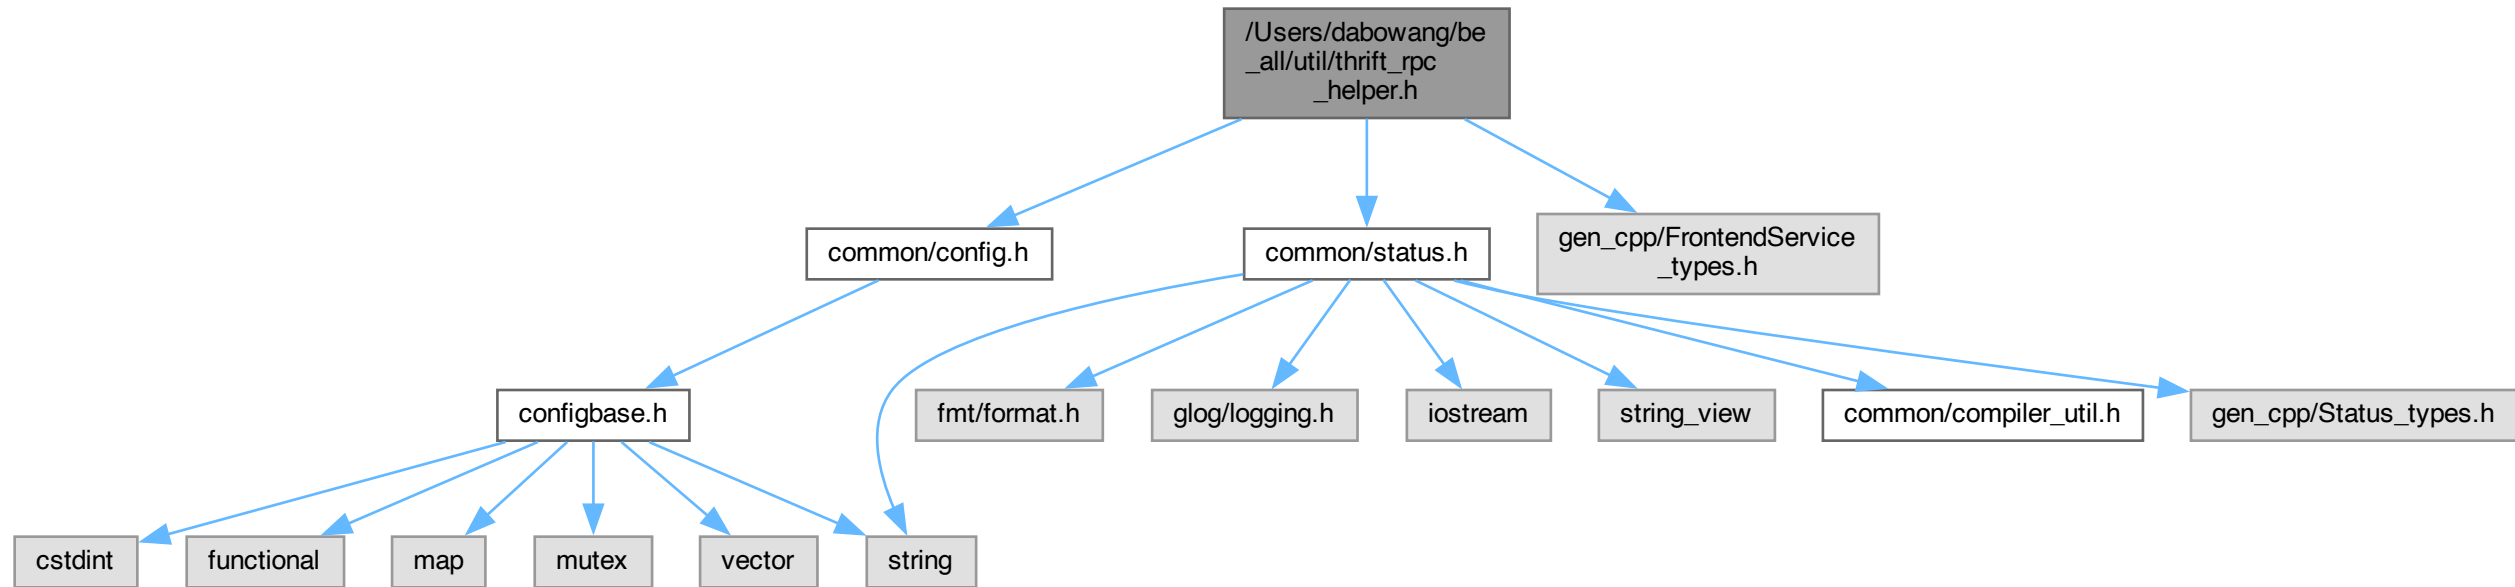 /Users/dabowang/be
_all/util/thrift_rpc
_helper.h
common/config.h
common/status.h
gen_cpp/FrontendService
_types.h
configbase.h
fmt/format.h
glog/logging.h
iostream
string_view
common/compiler_util.h
gen_cpp/Status_types.h
cstdint
functional
map
mutex
vector
string